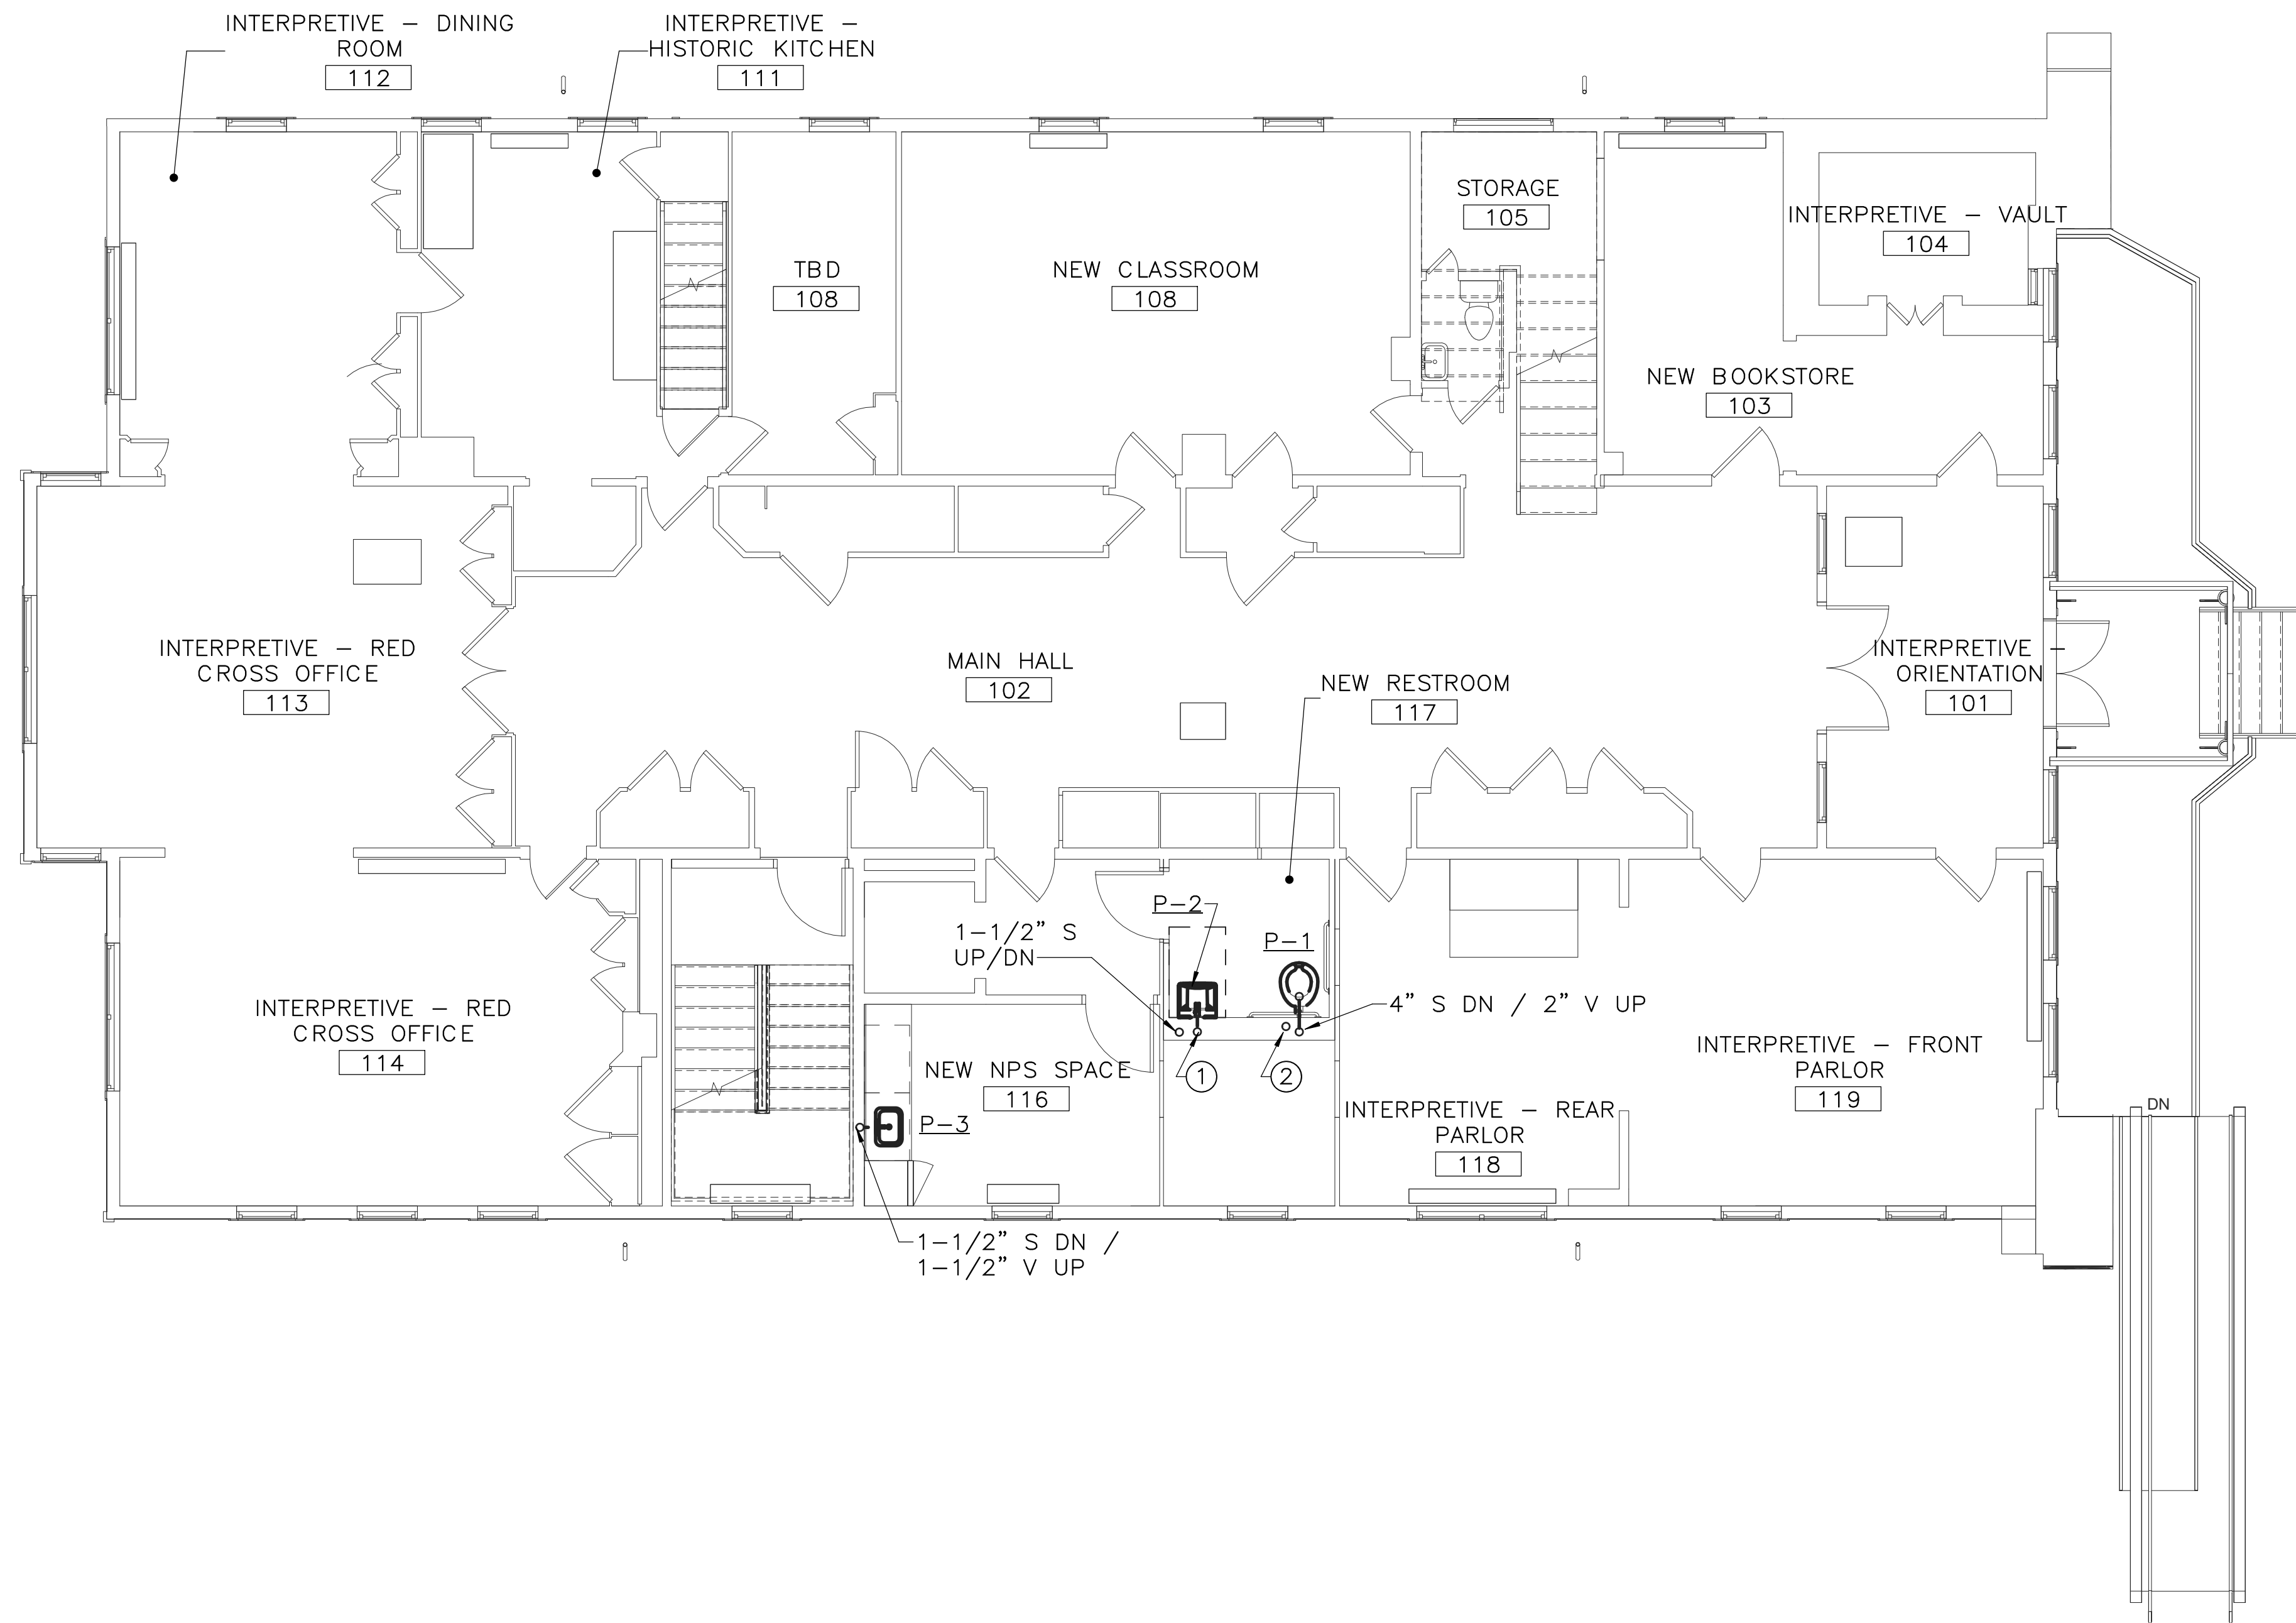 INTERPRETIVE – DINING
ROOM
112
INTERPRETIVE –
HISTORIC KITCHEN
111
STORAGE
105
INTERPRETIVE – VAULT
104
TBD
108
NEW CLASSROOM
108
NEW BOOKSTORE
103
INTERPRETIVE – RED
CROSS OFFICE
113
MAIN HALL
102
NEW RESTROOM
117
INTERPRETIVE –
ORIENTATION
101
P–2
1–1/2” S
UP/DN
P–1
4” S DN / 2” V UP
INTERPRETIVE – RED
CROSS OFFICE
114
NEW NPS SPACE
116
1
2
INTERPRETIVE – FRONT
PARLOR
119
INTERPRETIVE – REAR
PARLOR
118
P–3
DN
1–1/2” S DN /
1–1/2” V UP